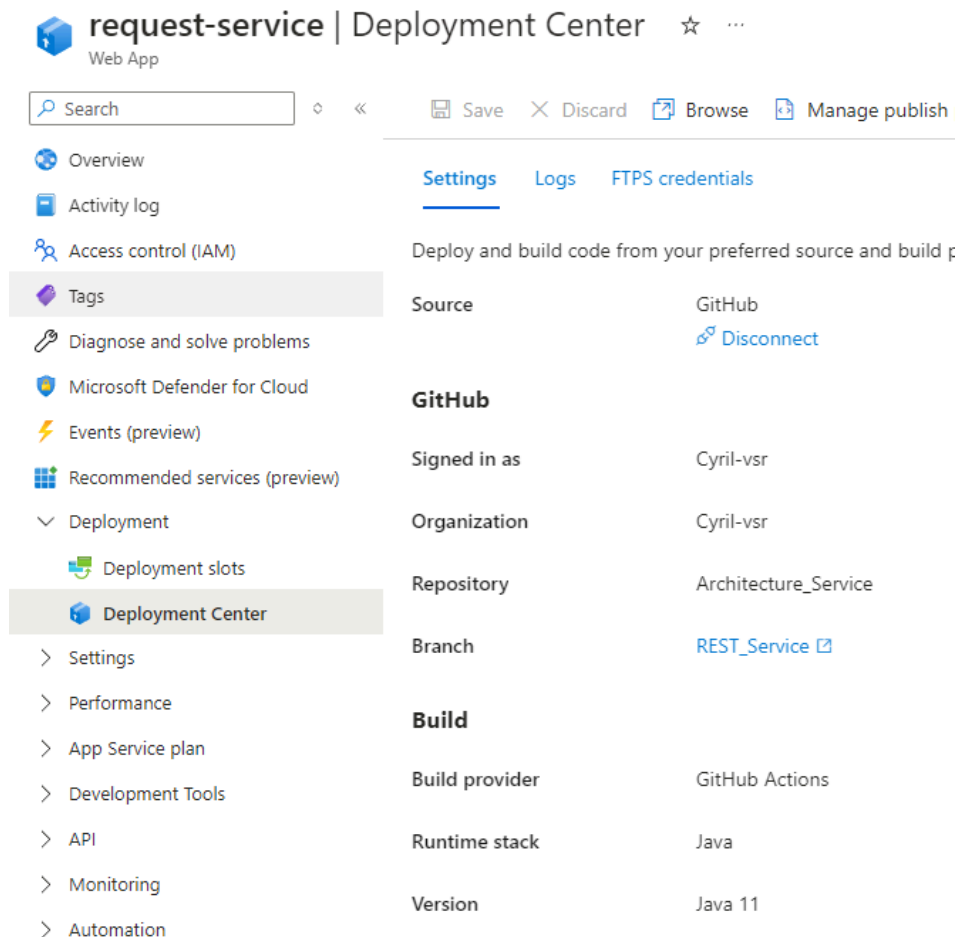 request-service | Deployment Center
Web App
Search
Save Discard Browse Manage publish
Overview
Activity log
Access control (IAM)
Tags
Diagnose and solve problems
Microsoft Defender for Cloud
Events (preview)
Recommended services (preview)
Deployment
Deployment slots
Deployment Center
Settings
Performance
App Service plan
Development Tools
API
Monitoring
Automation
Settings Logs FTPS credentials
Deploy and build code from your preferred source and build
Source GitHub
Disconnect
GitHub
Signed in as Cyril-vsr
Organization Cyril-vsr
Repository Architecture_Service
Branch REST_Service
Build
Build provider GitHub Actions
Runtime stack Java
Version Java 11